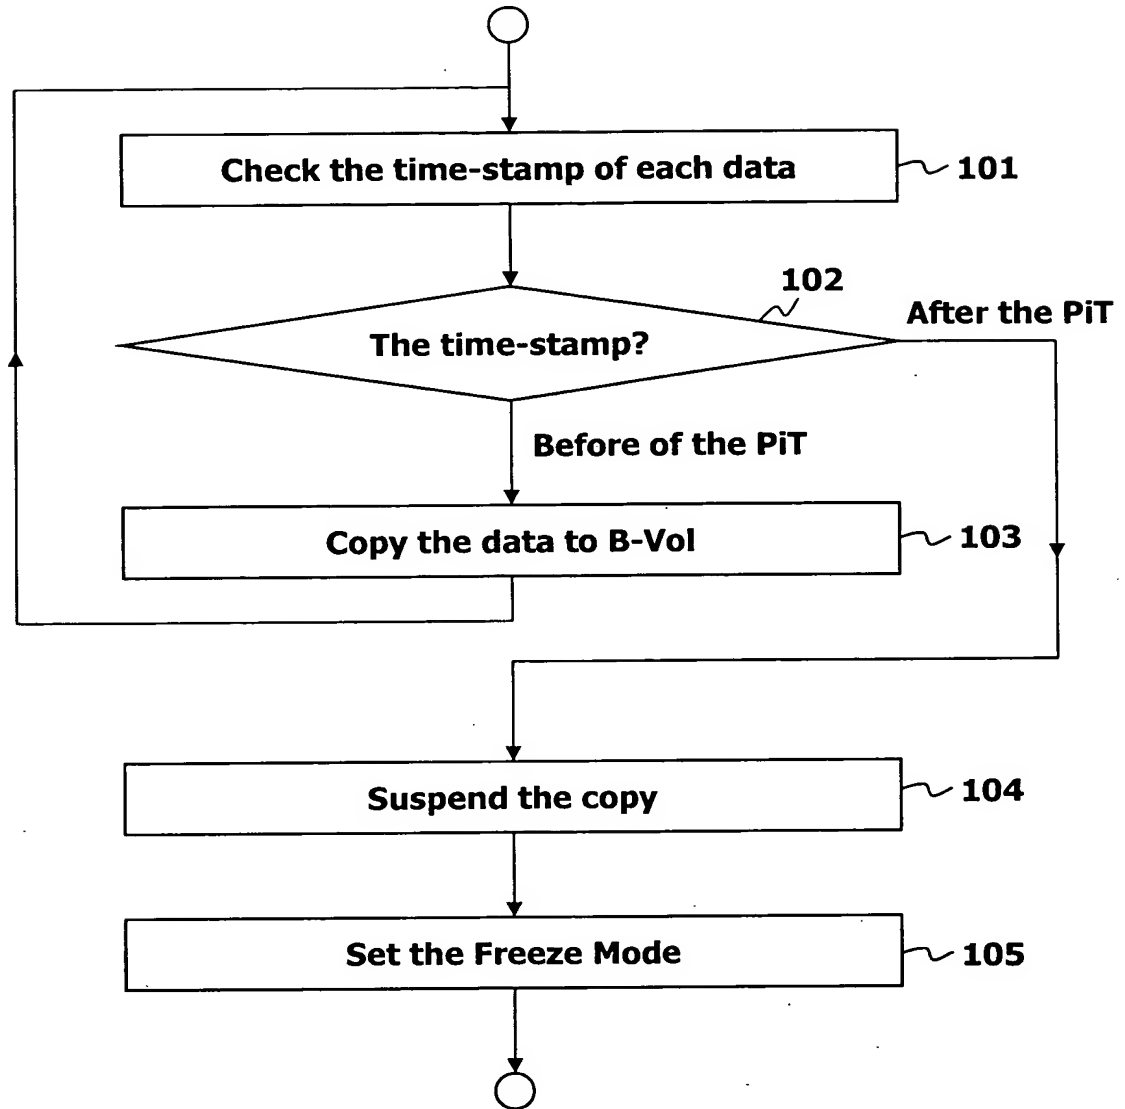 Check the time-stamp of each data
101
102
After the PiT
The time-stamp?
Before of the PiT
Copy the data to B-Vol
103
Suspend the copy
104
Set the Freeze Mode
105